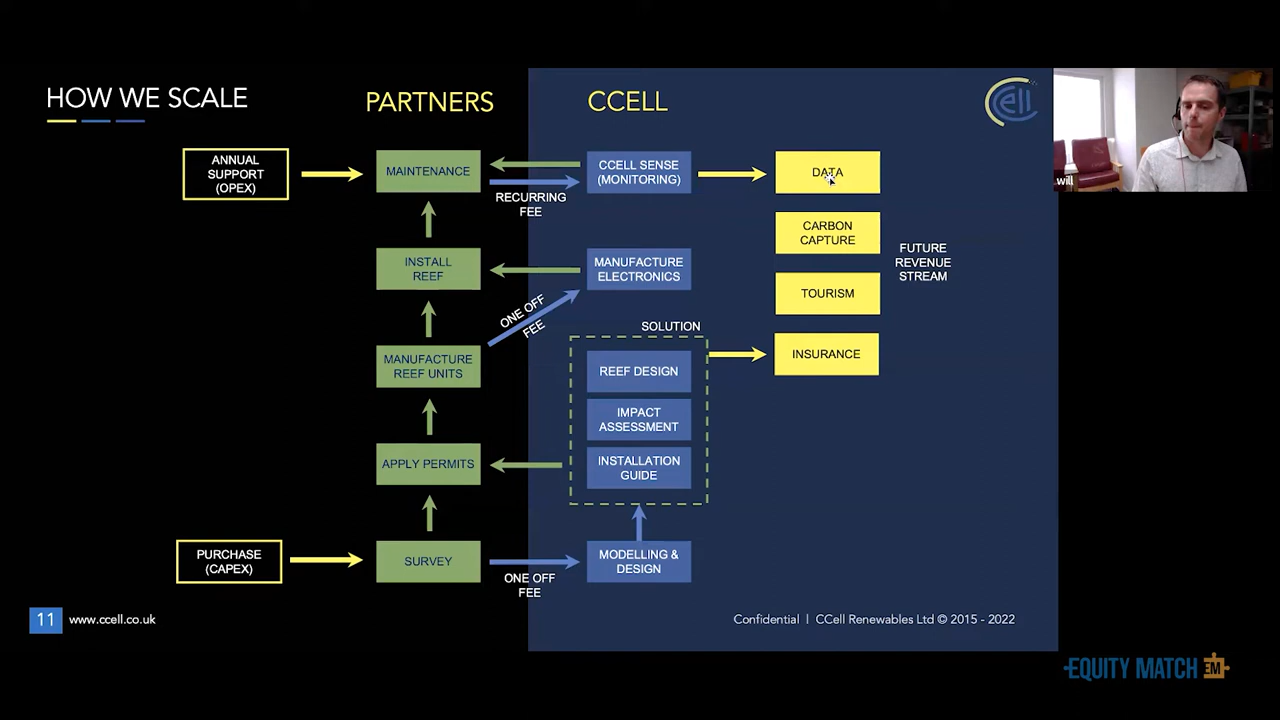 HOW WE SCALE
PARTNERS
CCELL
ccell
will
ANNUAL
SUPPORT
(OPEX)
MAINTENANCE
CCELL SENSE
(MONITORING)
DATA
RECURRING
FEE
CARBON
CAPTURE
FUTURE
REVENUE
STREAM
INSTALL
REEF
MANUFACTURE
ELECTRONICS
TOURISM
ONE OFF
FEE
SOLUTION
INSURANCE
MANUFACTURE
REEF UNITS
REEF DESIGN
IMPACT
ASSESSMENT
APPLY PERMITS
INSTALLATION
GUIDE
PURCHASE
(CAPEX)
SURVEY
MODELLING &
DESIGN
ONE OFF
FEE
11
www.ccell.co.uk
Confidential | CCell Renewables Ltd © 2015 - 2022
EQUITY MATCH EM